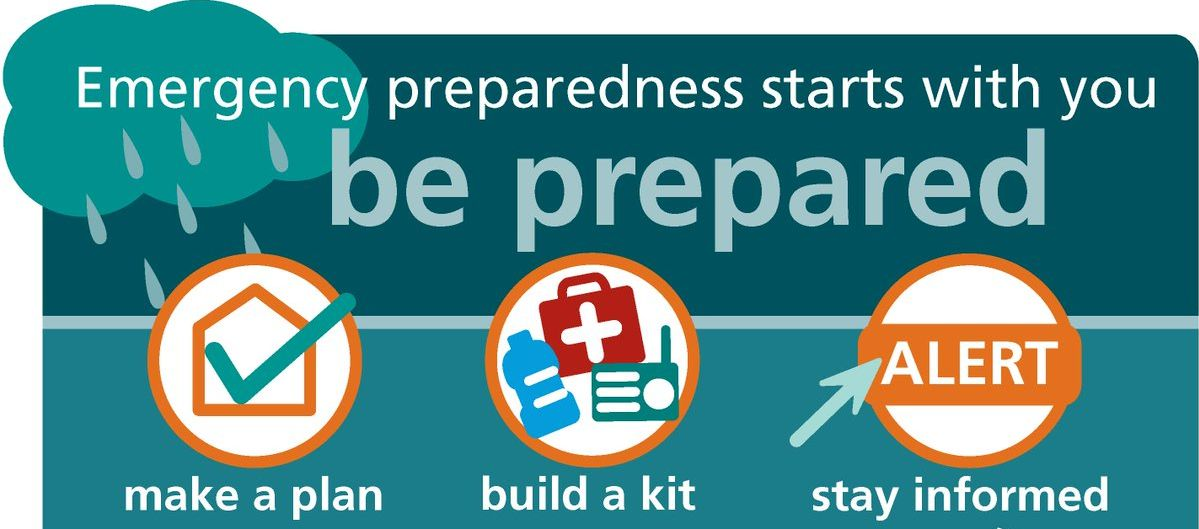 Emergency preparedness starts with you
be prepared
ALERT
make a plan
build a kit
stay informed